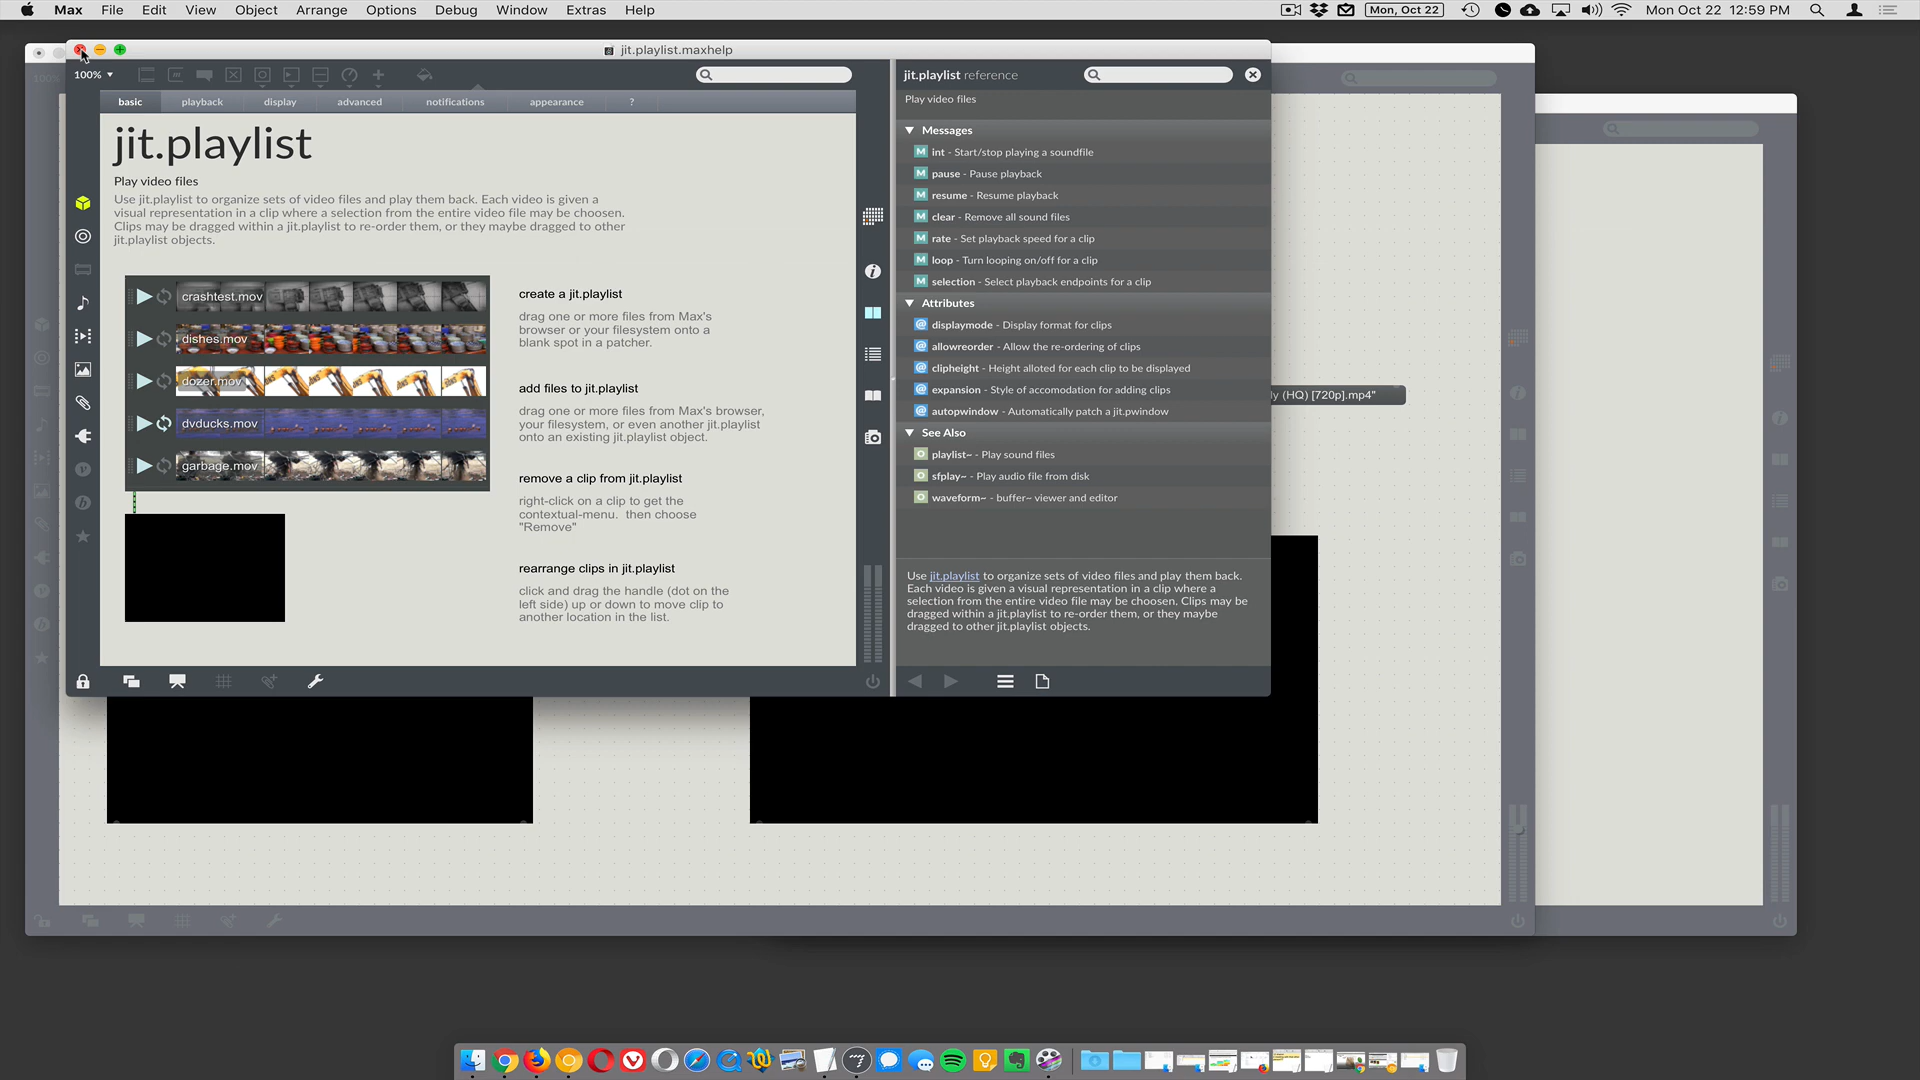 Max File Edit View Object Arrange Options Debug Window Extras Help
Mon, Oct 22
Mon Oct 22 12:59 PM
jit.playlist.maxhelp
100%
basic playback display advanced notifications appearance ?
jit.playlist
Play video files
Use jit.playlist to organize sets of video files and play them back. Each video is given a
visual representation in a clip where a selection from the entire video file may be choosen.
Clips may be dragged within a jit.playlist to re-order them, or they maybe dragged to other
jit.playlist objects.
crashtest.mov
dishes.mov
dozer.mov
dvducks.mov
garbage.mov
create a jit.playlist
drag one or more files from Max's
browser or your filesystem onto a
blank spot in a patcher.
add files to jit.playlist
drag one or more files from Max's browser,
your filesystem, or even another jit.playlist
onto an existing jit.playlist object.
remove a clip from jit.playlist
right-click on a clip to get the
contextual-menu. then choose
"Remove"
rearrange clips in jit.playlist
click and drag the handle (dot on the
left side) up or down to move clip to
another location in the list.
jit.playlist reference
Play video files
Messages
M int - Start/stop playing a soundfile
M pause - Pause playback
M resume - Resume playback
M clear - Remove all sound files
M rate - Set playback speed for a clip
M loop - Turn looping on/off for a clip
M selection - Select playback endpoints for a clip
Attributes
@ displaymode - Display format for clips
@ allowreorder - Allow the re-ordering of clips
@ clipheight - Height alloted for each clip to be displayed
@ expansion - Style of accomodation for adding clips
@ autopwindow - Automatically patch a jit.pwindow
See Also
O playlist~ - Play sound files
O sfplay~ - Play audio file from disk
O waveform~ - buffer~ viewer and editor
Use jit.playlist to organize sets of video files and play them back.
Each video is given a visual representation in a clip where a
selection from the entire video file may be choosen. Clips may be
dragged within a jit.playlist to re-order them, or they maybe
dragged to other jit.playlist objects.
(HQ) [720p].mp4"